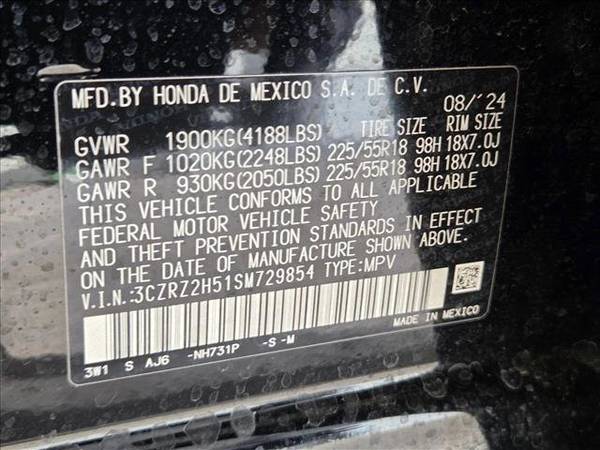 MFD.BY HONDA DE MEXICO S.A. DE C.V.
08/'24
GVWR 1900KG(4188LBS) TIRE SIZE RIM SIZE
GAWR F 1020KG(2248LBS) 225/55R18 98H 18X7.0J
GAWR R 930KG(2050LBS) 225/55R18 98H 18X7.0J
THIS VEHICLE CONFORMS TO ALL APPLICABLE
FEDERAL MOTOR VEHICLE SAFETY
AND THEFT PREVENTION STANDARDS IN EFFECT
ON THE DATE OF MANUFACTURE SHOWN ABOVE.
V.I.N.:3CZRZ2H51SM729854 TYPE:MPV
3W1 S AJ6 -NH731P -S -M
MADE IN MEXICO